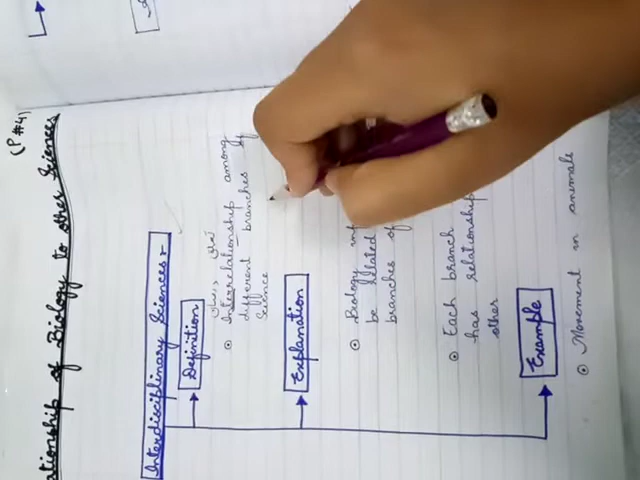 (P#4)
ationship of Biology to other Sciences
Interdisciplinary Sciences:-
Definition
Interrelationship among
different branches of
Science
Explanation
Biology
be related
branches of
Each branch
has relationship
other
Example
Movement in animals